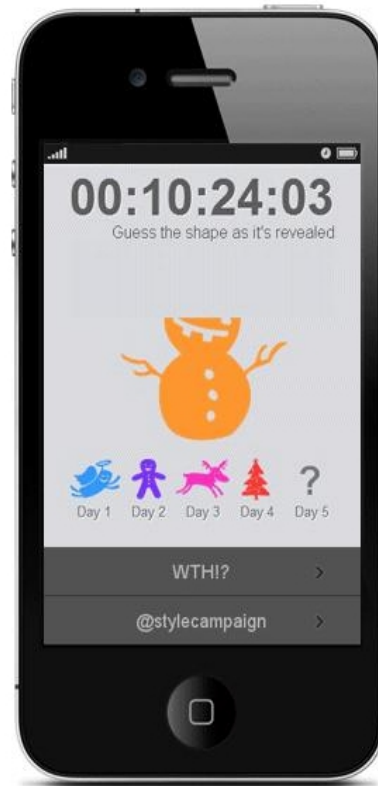 00:10:24:03
Guess the shape as it's revealed
?
Day 1 Day 2 Day 3 Day 4 Day 5
WTH!?
@stylecampaign